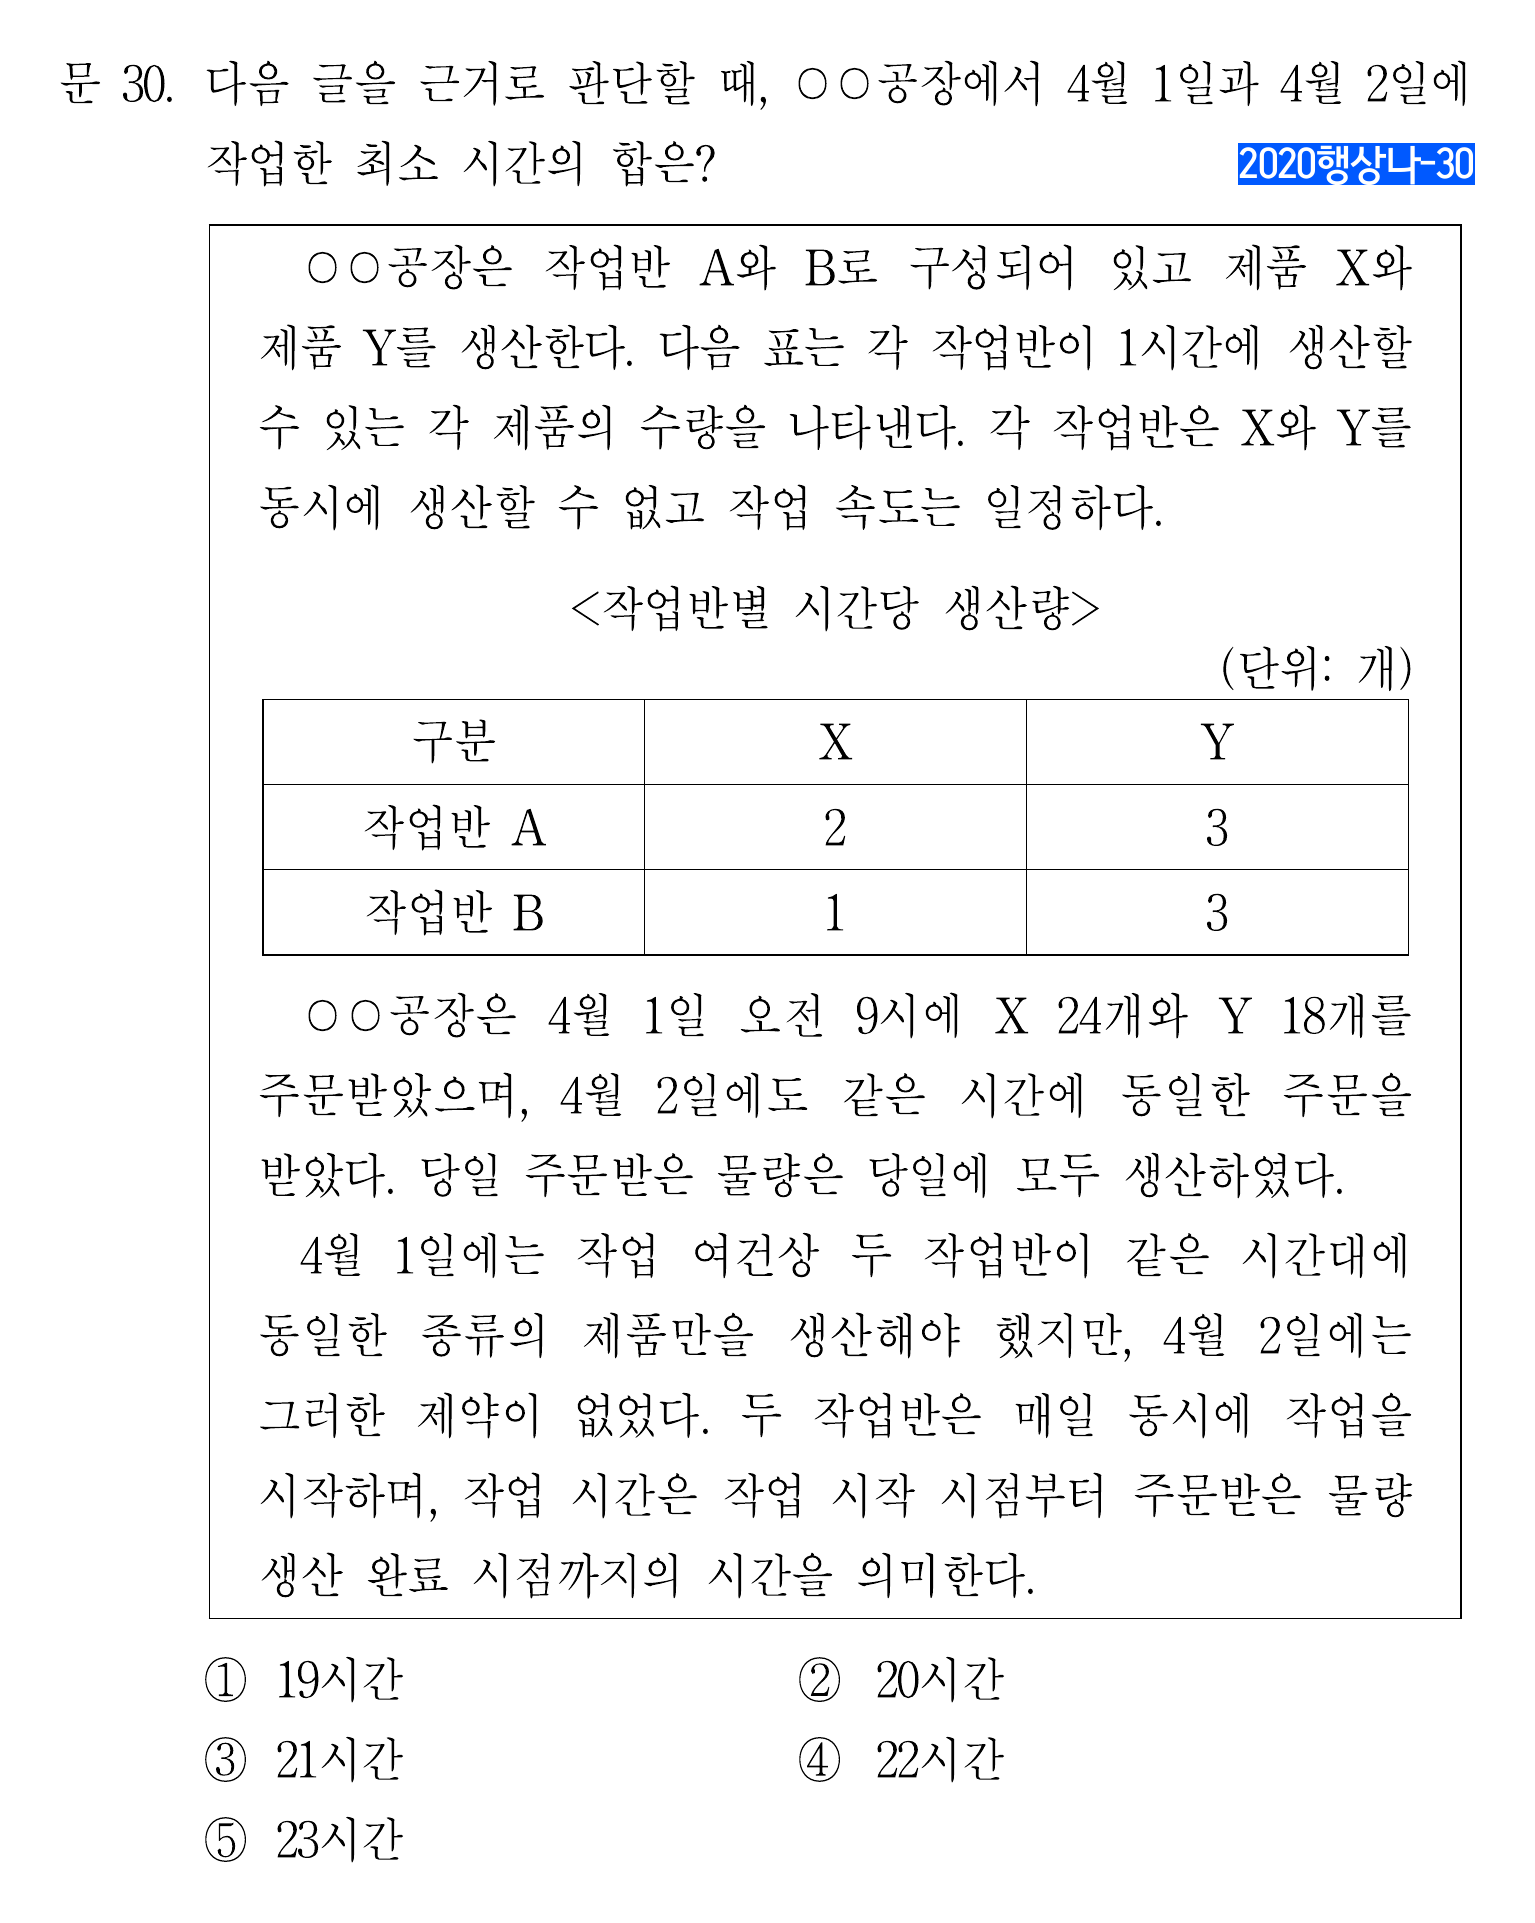 문 30. 다음 글을 근거로 판단할 때, ○○공장에서 4월 1일과 4월 2일에
작업한 최소 시간의 합은?
2020행상나-30
○○공장은 작업반 A와 B로 구성되어 있고 제품 X와
제품 Y를 생산한다. 다음 표는 각 작업반이 1시간에 생산할
수 있는 각 제품의 수량을 나타낸다. 각 작업반은 X와 Y를
동시에 생산할 수 없고 작업 속도는 일정하다.
<작업반별 시간당 생산량>
(단위: 개)
구분 X Y
작업반 A 2 3
작업반 B 1 3
○○공장은 4월 1일 오전 9시에 X 24개와 Y 18개를
주문받았으며, 4월 2일에도 같은 시간에 동일한 주문을
받았다. 당일 주문받은 물량은 당일에 모두 생산하였다.
4월 1일에는 작업 여건상 두 작업반이 같은 시간대에
동일한 종류의 제품만을 생산해야 했지만, 4월 2일에는
그러한 제약이 없었다. 두 작업반은 매일 동시에 작업을
시작하며, 작업 시간은 작업 시작 시점부터 주문받은 물량
생산 완료 시점까지의 시간을 의미한다.
① 19시간 ② 20시간
③ 21시간 ④ 22시간
⑤ 23시간